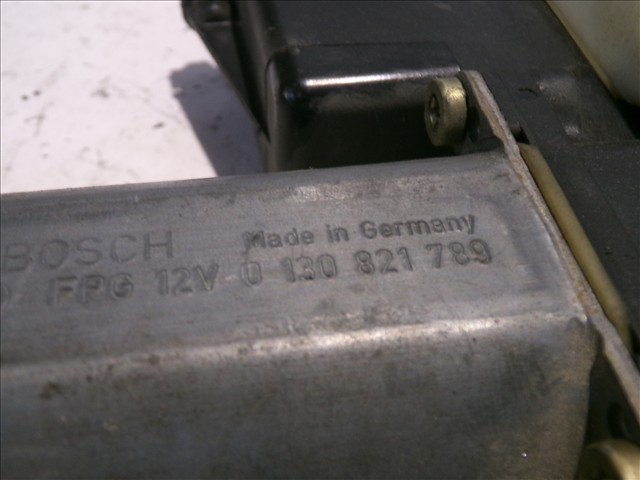 BOSCH Made in Germany
FPG 12V 0 130 821 789